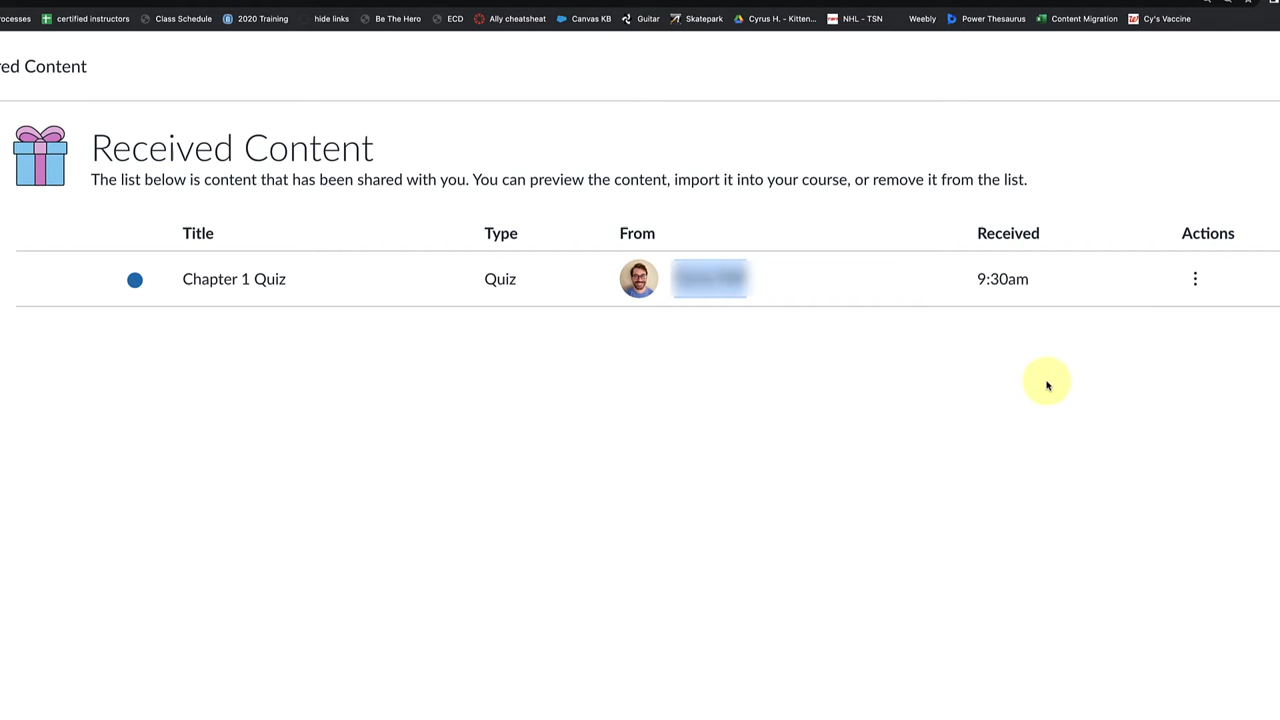 ocesses certified instructors Class Schedule 2020 Training hide links Be The Hero ECD Ally cheatsheat Canvas KB Guitar Skatepark Cyrus H. - Kitten... NHL - TSN Weebly Power Thesaurus Content Migration Cy's Vaccine
ed Content
Received Content
The list below is content that has been shared with you. You can preview the content, import it into your course, or remove it from the list.
Title Type From Received Actions
Chapter 1 Quiz Quiz 9:30am